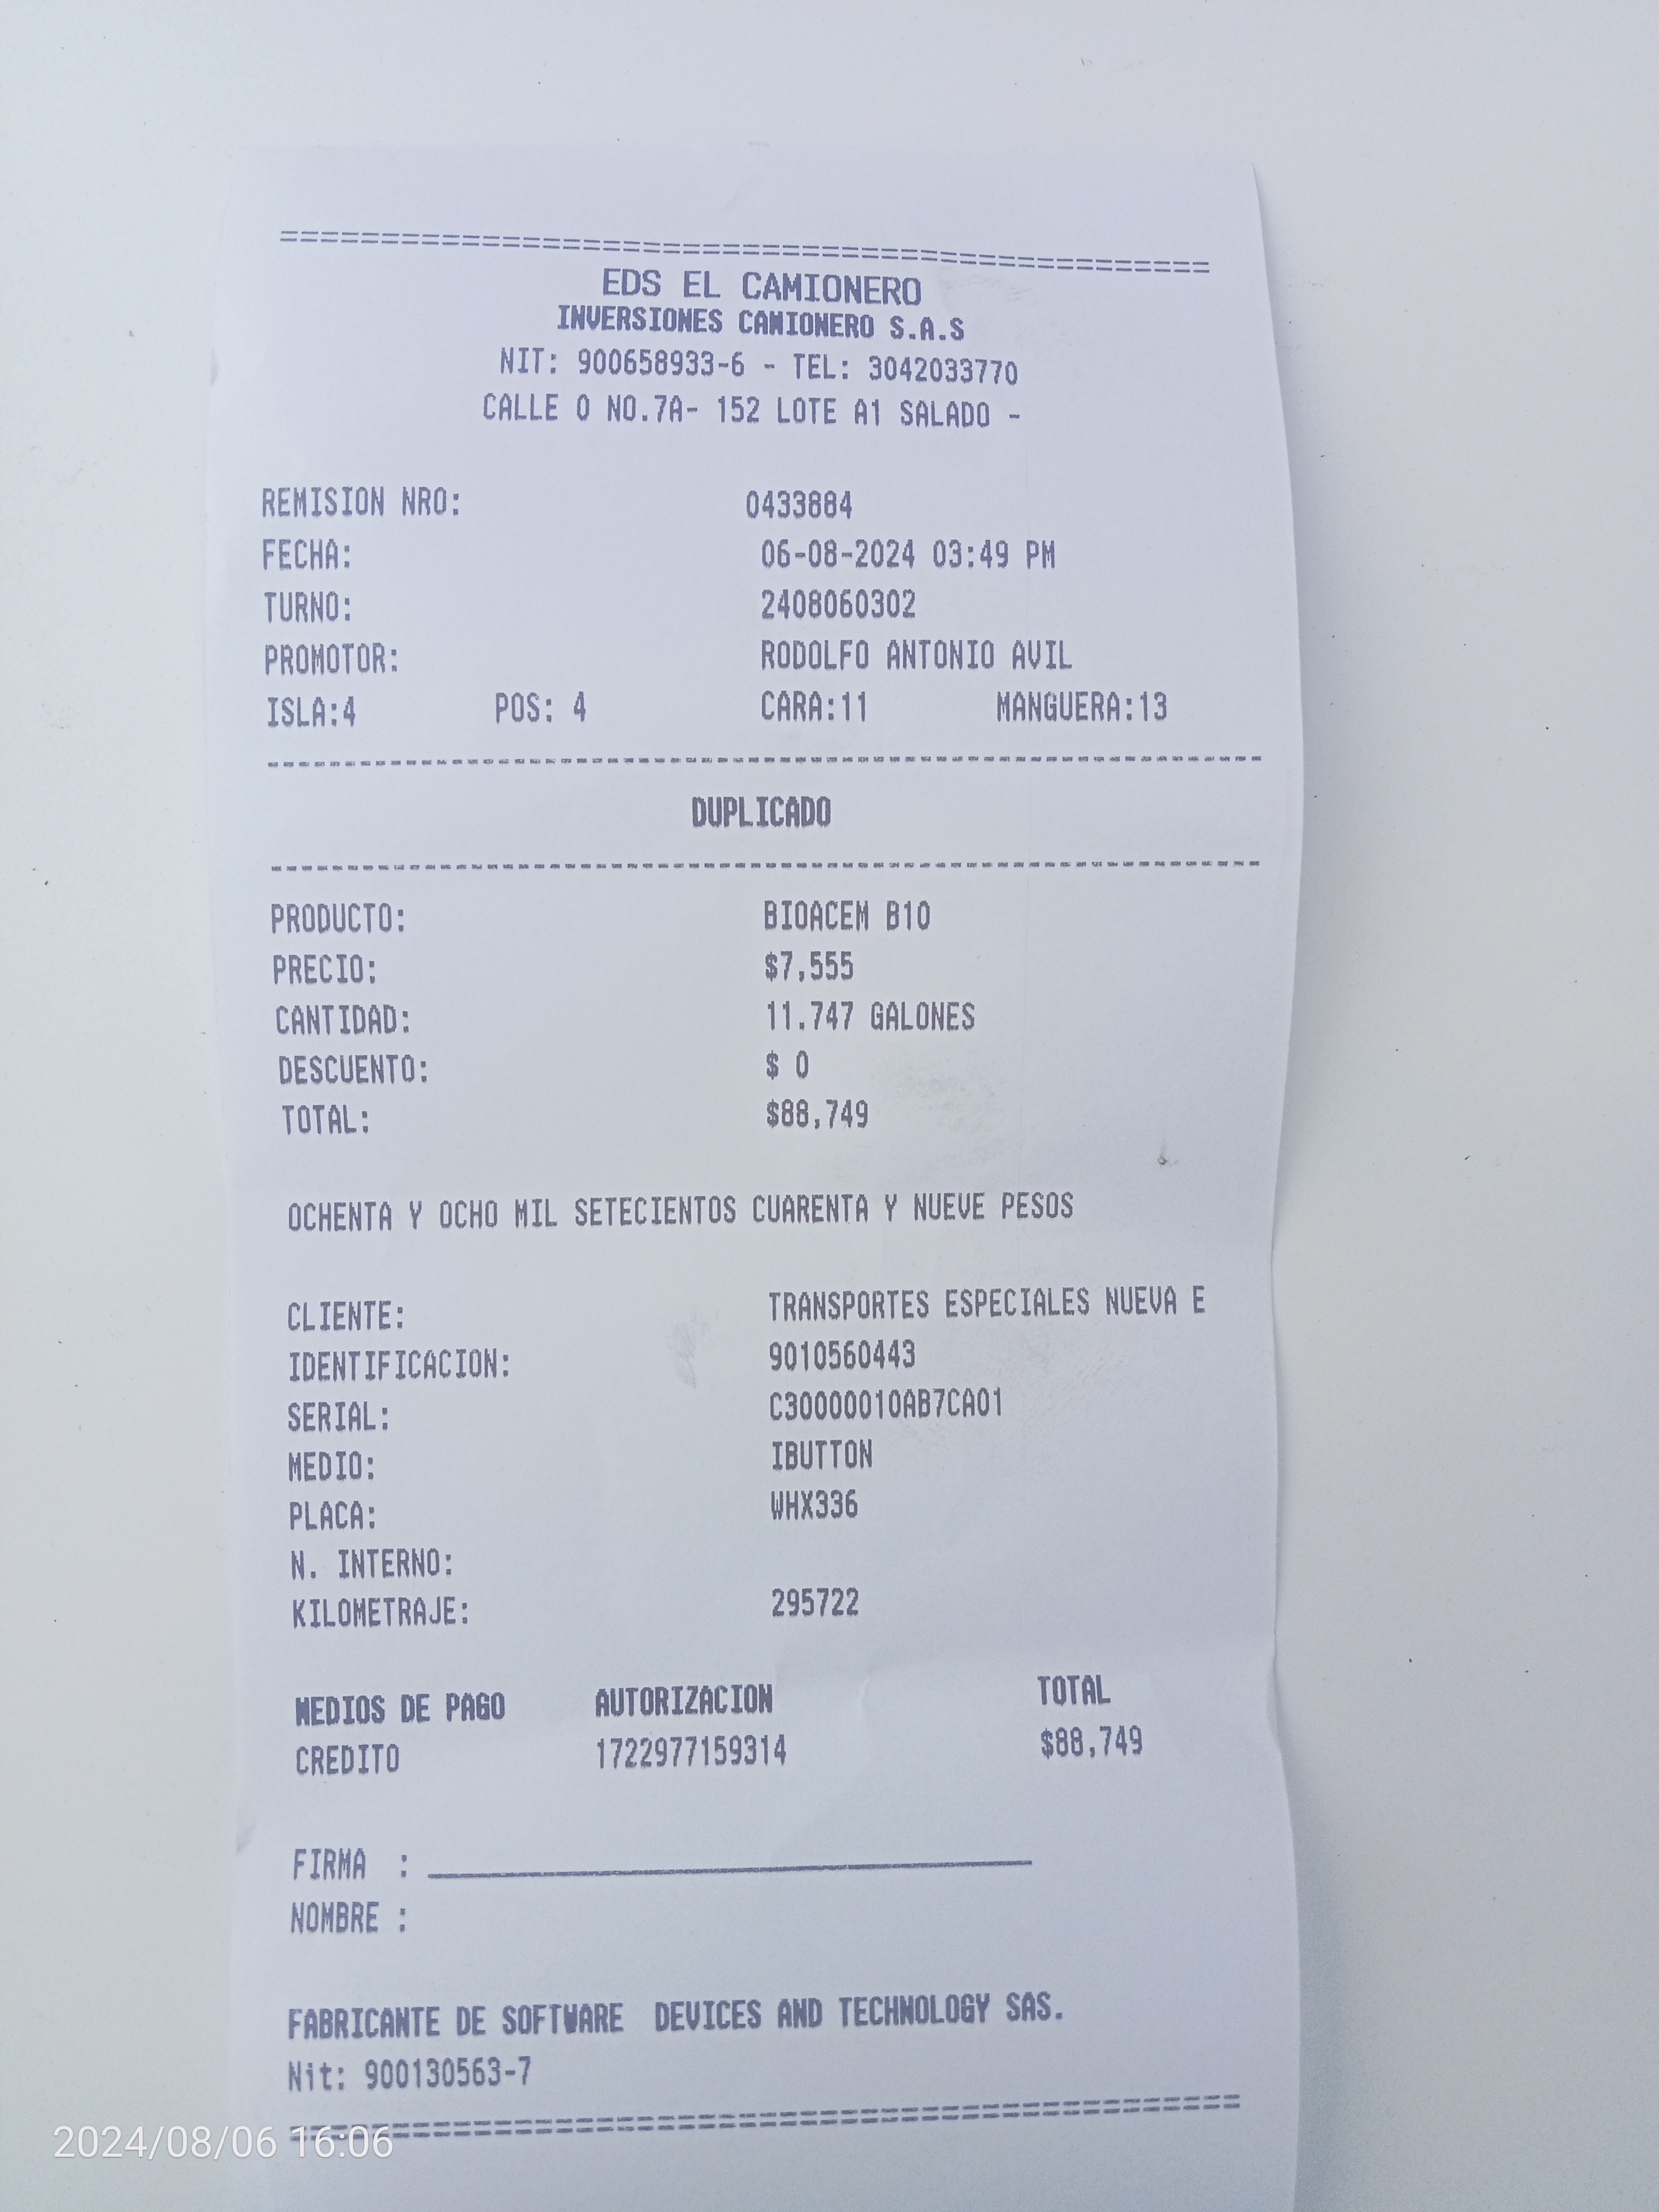 ================================================
EDS EL CAMIONERO
INVERSIONES CAMIONERO S.A.S
NIT: 900658933-6 - TEL: 3042033770
CALLE 0 NO.7A- 152 LOTE A1 SALADO -
REMISION NRO: 0433884
FECHA: 06-08-2024 03:49 PM
TURNO: 2408060302
PROMOTOR: RODOLFO ANTONIO AVIL
ISLA:4 POS: 4 CARA:11 MANGUERA:13
------------------------------------------------
DUPLICADO
------------------------------------------------
PRODUCTO: BIOACEM B10
PRECIO: $7,555
CANTIDAD: 11.747 GALONES
DESCUENTO: $ 0
TOTAL: $88,749
OCHENTA Y OCHO MIL SETECIENTOS CUARENTA Y NUEVE PESOS
CLIENTE: TRANSPORTES ESPECIALES NUEVA E
IDENTIFICACION: 9010560443
SERIAL: C30000010AB7CA01
MEDIO: IBUTTON
PLACA: WHX336
N. INTERNO:
KILOMETRAJE: 295722
MEDIOS DE PAGO AUTORIZACION TOTAL
CREDITO 1722977159314 $88,749
FIRMA : ______________________________
NOMBRE :
FABRICANTE DE SOFTWARE DEVICES AND TECHNOLOGY SAS.
Nit: 900130563-7
================================================
2024/08/06 16:06